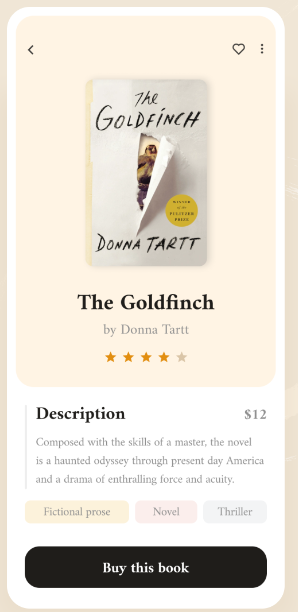 The
GOLDFINCH
WINNER
of the
PULITZER
PRIZE
DONNA TARTT
The Goldfinch
by Donna Tartt
Description
$12
Composed with the skills of a master, the novel
is a haunted odyssey through present day America
and a drama of enthralling force and acuity.
Fictional prose
Novel
Thriller
Buy this book